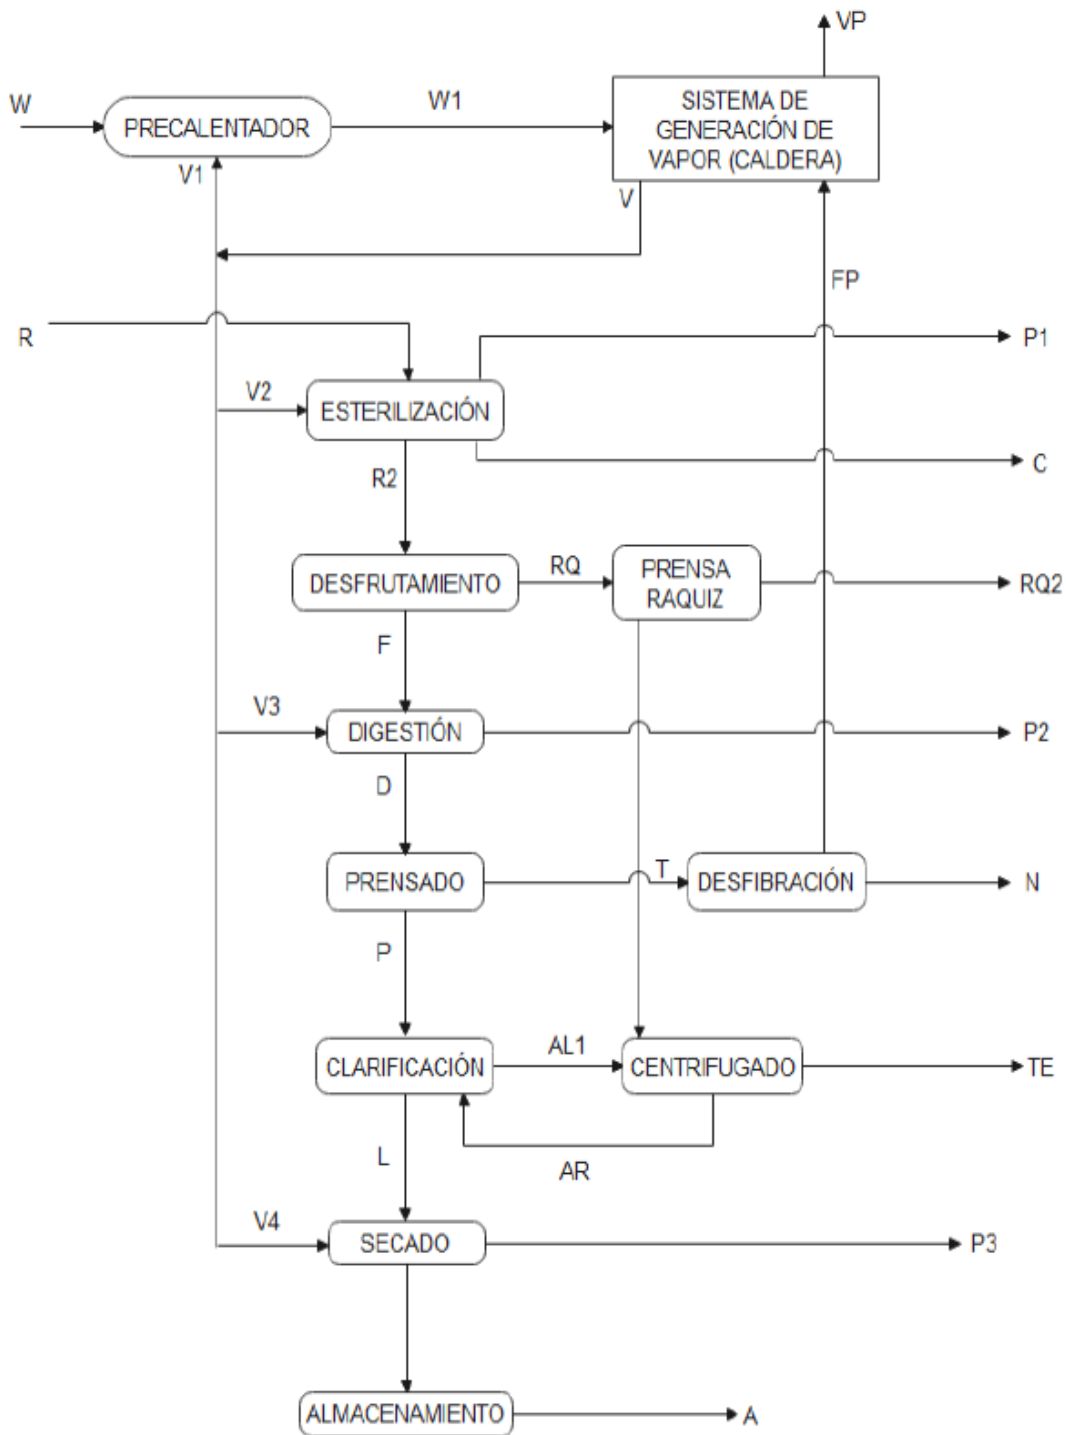 VP
W
W1
PRECALENTADOR
SISTEMA DE
GENERACIÓN DE
VAPOR (CALDERA)
V1
V
FP
R
P1
V2
ESTERILIZACIÓN
C
R2
DESFRUTAMIENTO
RQ
PRENSA
RAQUIZ
RQ2
F
V3
DIGESTIÓN
P2
D
PRENSADO
T
DESFIBRACIÓN
N
P
CLARIFICACIÓN
AL1
CENTRIFUGADO
TE
L
AR
V4
SECADO
P3
ALMACENAMIENTO
A